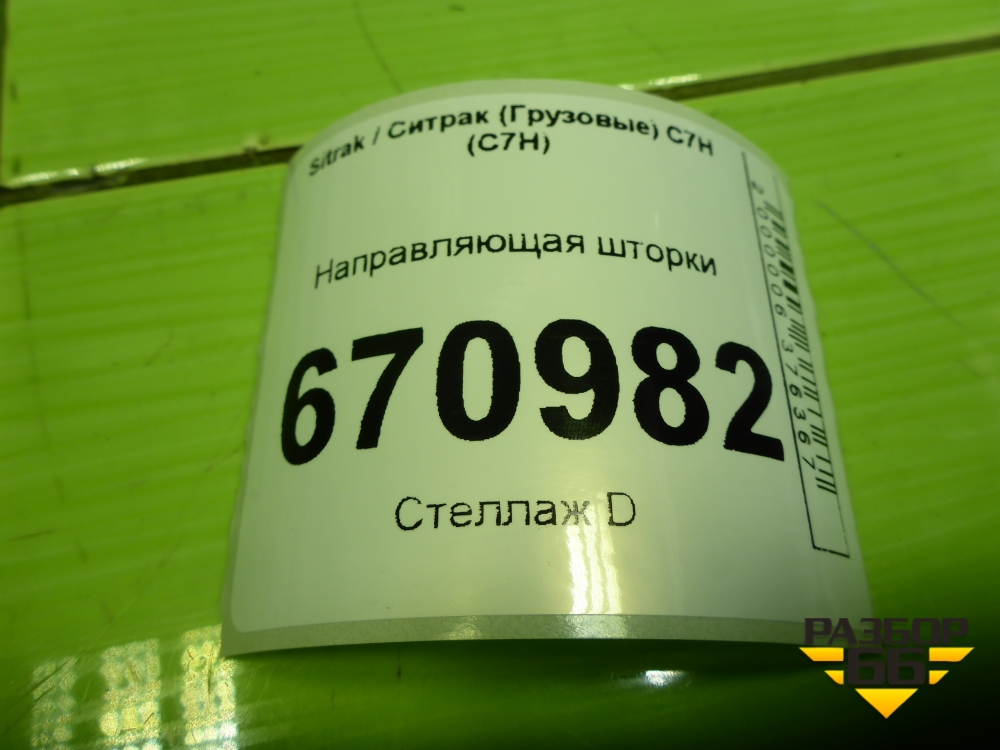 Sitrak / Ситрак (Грузовые) C7H
(C7H)
Направляющая шторки
670982
Стеллаж D
2000006376367
РАЗБОР
66